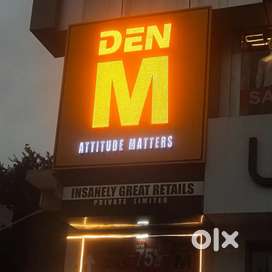 DEN
M
ATTITUDE MATTERS
INSANELY GREAT RETAILS
PRIVATE LIMITED
olx